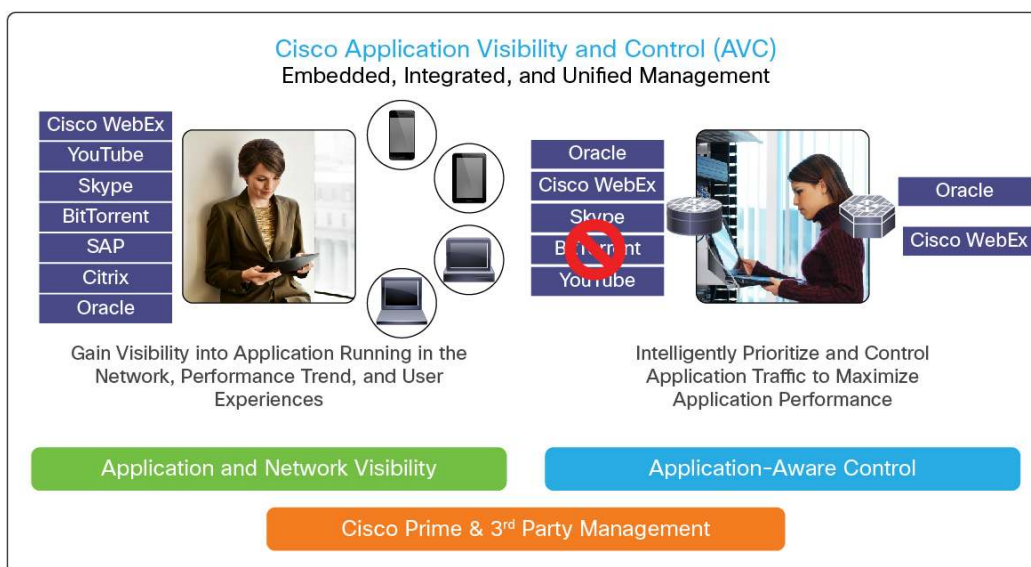 Cisco Application Visibility and Control (AVC)
Embedded, Integrated, and Unified Management
Cisco WebEx
YouTube
Skype
BitTorrent
SAP
Citrix
Oracle
Gain Visibility into Application Running in the
Network, Performance Trend, and User
Experiences
Oracle
Cisco WebEx
Skype
BitTorrent
YouTube
Oracle
Cisco WebEx
Intelligently Prioritize and Control
Application Traffic to Maximize
Application Performance
Application and Network Visibility
Application-Aware Control
Cisco Prime & 3rd Party Management